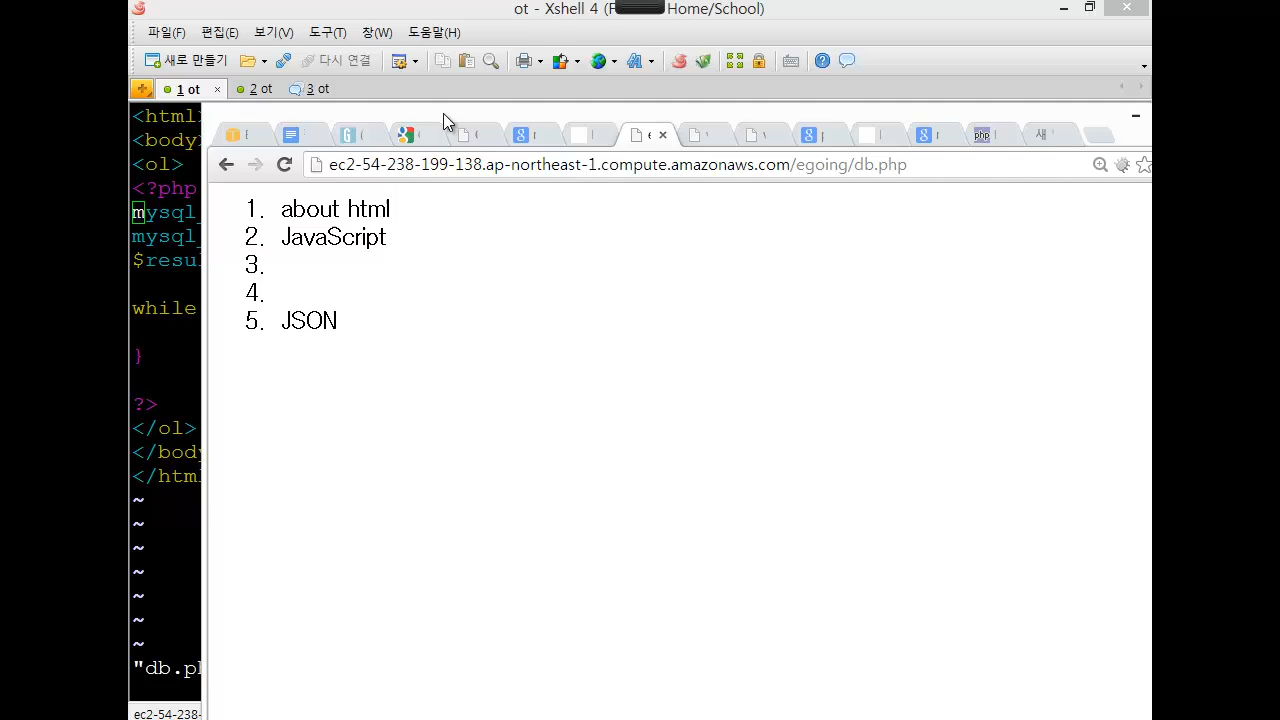 ot - Xshell 4 (F Home/School)
파일(F) 편집(E) 보기(V) 도구(T) 창(W) 도움말(H)
새로 만들기 다시 연결
1 ot × 2 ot 3 ot
<html
<body
<ol>
<?php
mysql_
mysql_
$resu
while
}
?>
</ol>
</body
</html
~
~
~
~
~
~
~
"db.ph
ec2-54-238-
php 새
ec2-54-238-199-138.ap-northeast-1.compute.amazonaws.com/egoing/db.php
1. about html
2. JavaScript
3.
4.
5. JSON